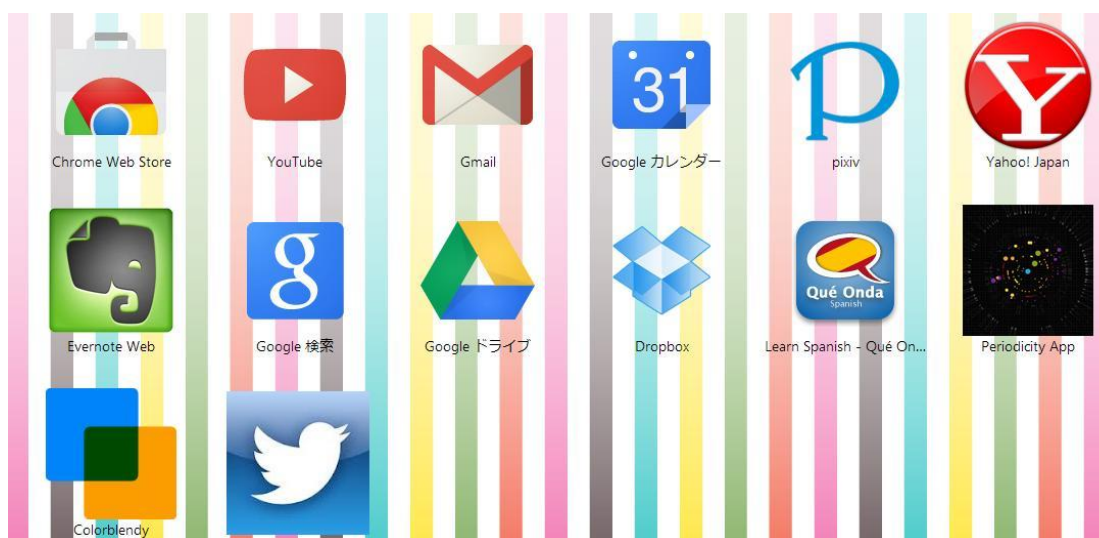 Chrome Web Store
YouTube
Gmail
31
Google カレンダー
pixiv
Yahoo! Japan
Evernote Web
Google 検索
Google ドライブ
Dropbox
Qué Onda
Spanish
Learn Spanish - Qué On...
Periodicity App
Colorblendy